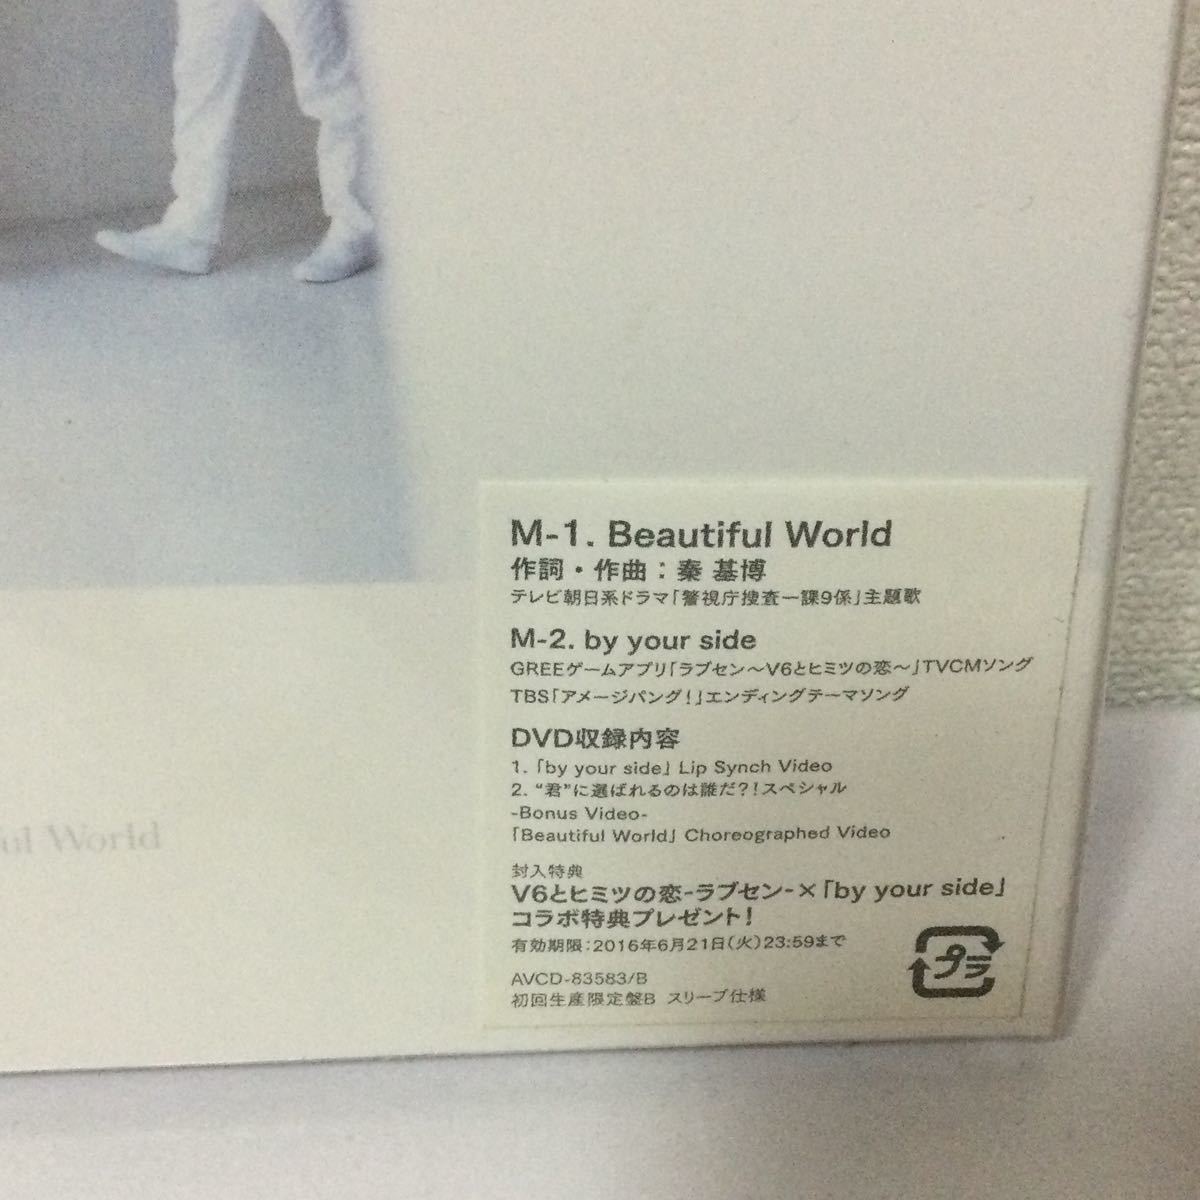 M-1. Beautiful World
作詞・作曲：秦 基博
テレビ朝日系ドラマ「警視庁捜査一課9係」主題歌
M-2. by your side
GREEゲームアプリ「ラブセン～V6とヒミツの恋～」TVCMソング
TBS「アメージパング！」エンディングテーマソング
DVD収録内容
1.「by your side」Lip Synch Video
2. “君”に選ばれるのは誰だ?!スペシャル
-Bonus Video-
「Beautiful World」Choreographed Video
封入特典
V6とヒミツの恋-ラブセン-×「by your side」
コラボ特典プレゼント！
有効期限：2016年6月21日(火)23:59まで
AVCD-83583/B
初回生産限定盤B スリーブ仕様
プラ
ful World